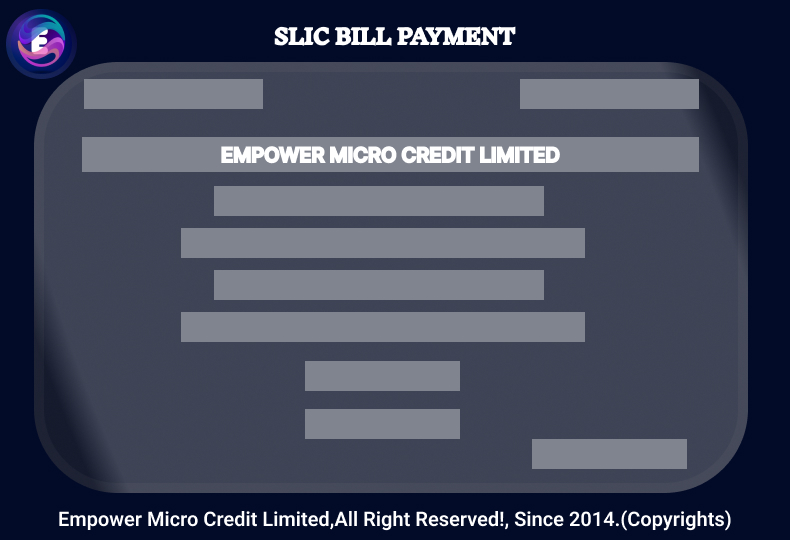 SLIC BILL PAYMENT
EMPOWER MICRO CREDIT LIMITED
Empower Micro Credit Limited,All Right Reserved!, Since 2014.(Copyrights)